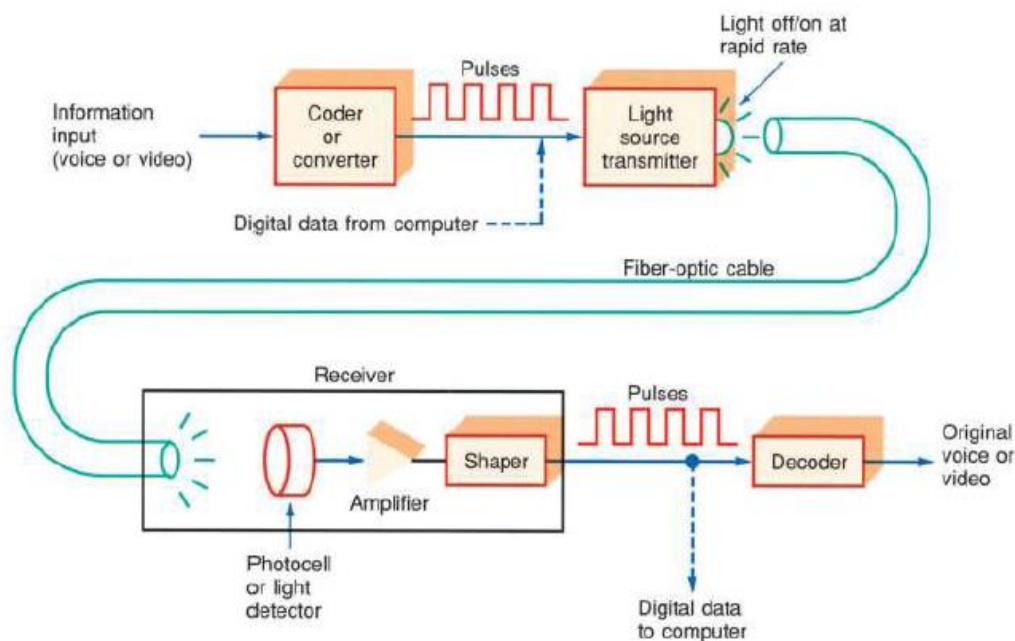 Light off/on at
rapid rate
Pulses
Information
input
(voice or video)
Coder
or
converter
Light
source
transmitter
Digital data from computer
Fiber-optic cable
Receiver
Pulses
Shaper
Decoder
Original
voice or
video
Amplifier
Photocell
or light
detector
Digital data
to computer